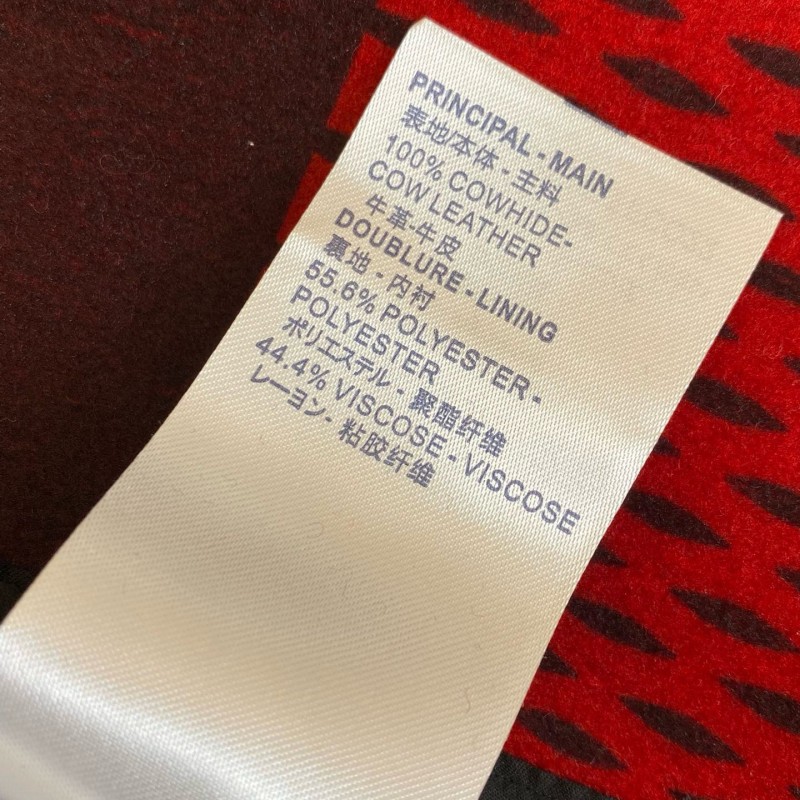 PRINCIPAL - MAIN
表地/本体 - 主料
100% COWHIDE-
COW LEATHER
牛革-牛皮
DOUBLURE - LINING
裏地 - 内衬
55.6% POLYESTER -
POLYESTER
ポリエステル - 聚酯纤维
44.4% VISCOSE - VISCOSE
レーヨン - 粘胶纤维